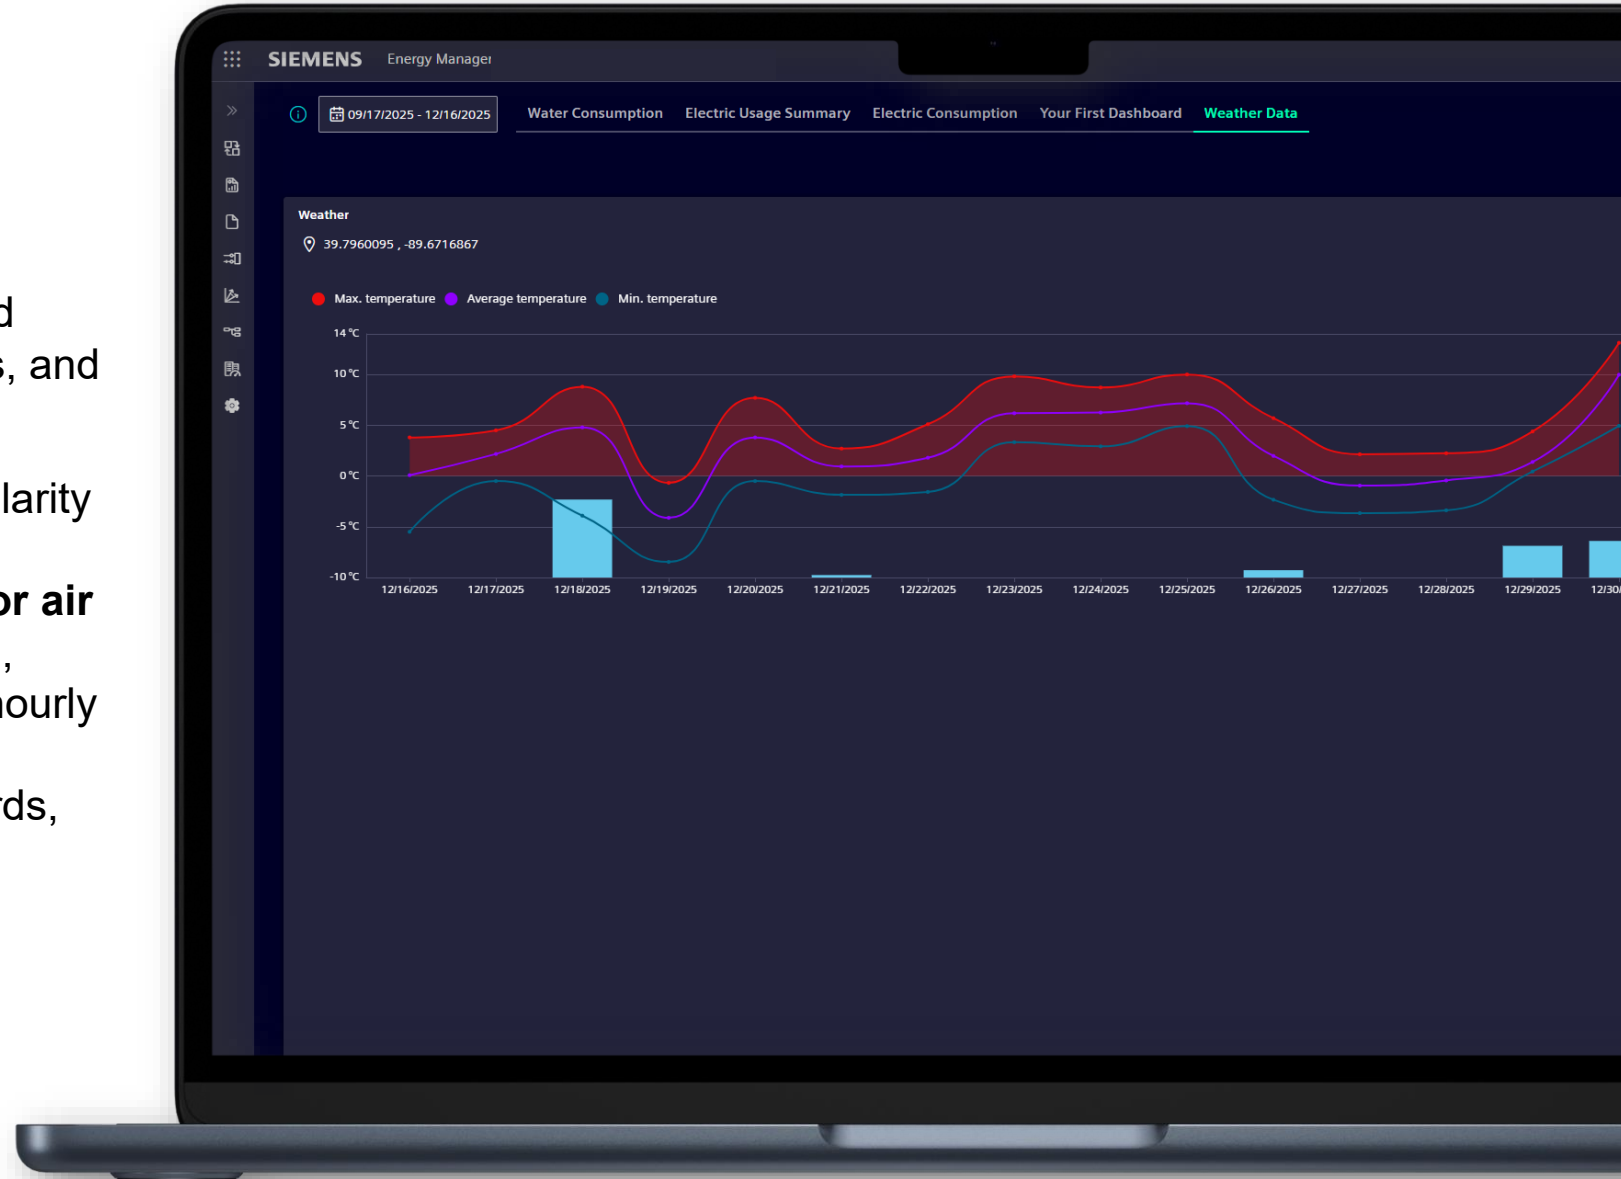 d
s, and
larity
or air
,
hourly
rds,
SIEMENS Energy Manager
09/17/2025 - 12/16/2025 Water Consumption Electric Usage Summary Electric Consumption Your First Dashboard Weather Data
Weather
39.7960095 , -89.6716867
Max. temperature Average temperature Min. temperature
14 °C
10 °C
5 °C
0 °C
-5 °C
-10 °C
12/16/2025 12/17/2025 12/18/2025 12/19/2025 12/20/2025 12/21/2025 12/22/2025 12/23/2025 12/24/2025 12/25/2025 12/26/2025 12/27/2025 12/28/2025 12/29/2025 12/30/